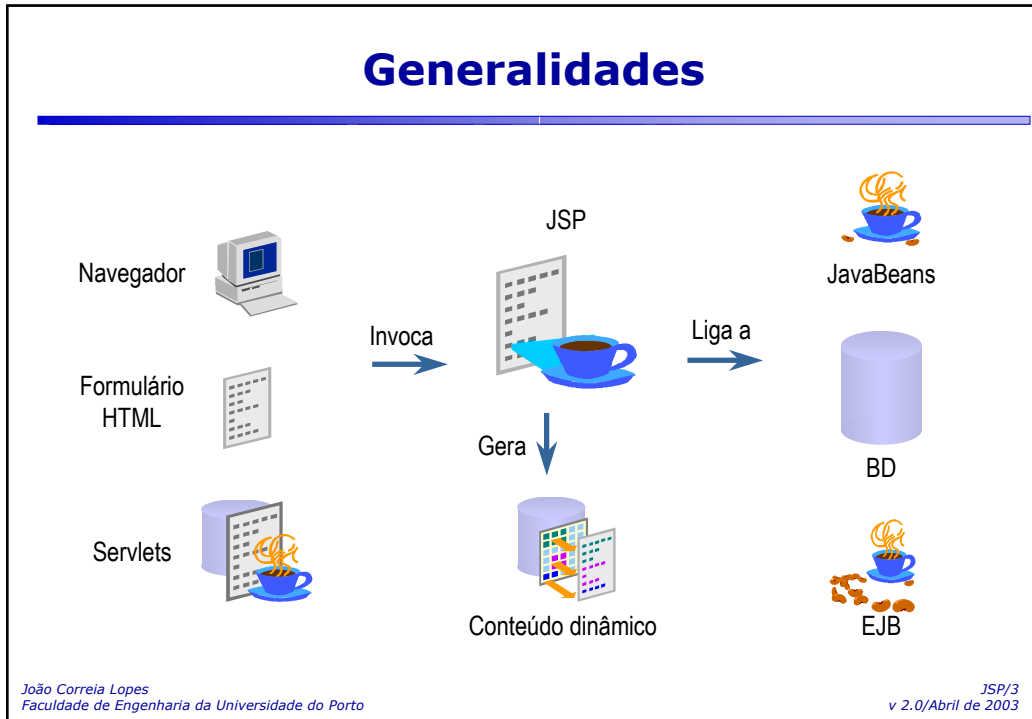 Generalidades
JSP
JavaBeans
Navegador
Invoca
Liga a
Formulário
HTML
Gera
BD
Servlets
Conteúdo dinâmico
EJB
João Correia Lopes
Faculdade de Engenharia da Universidade do Porto
JSP/3
v 2.0/Abril de 2003